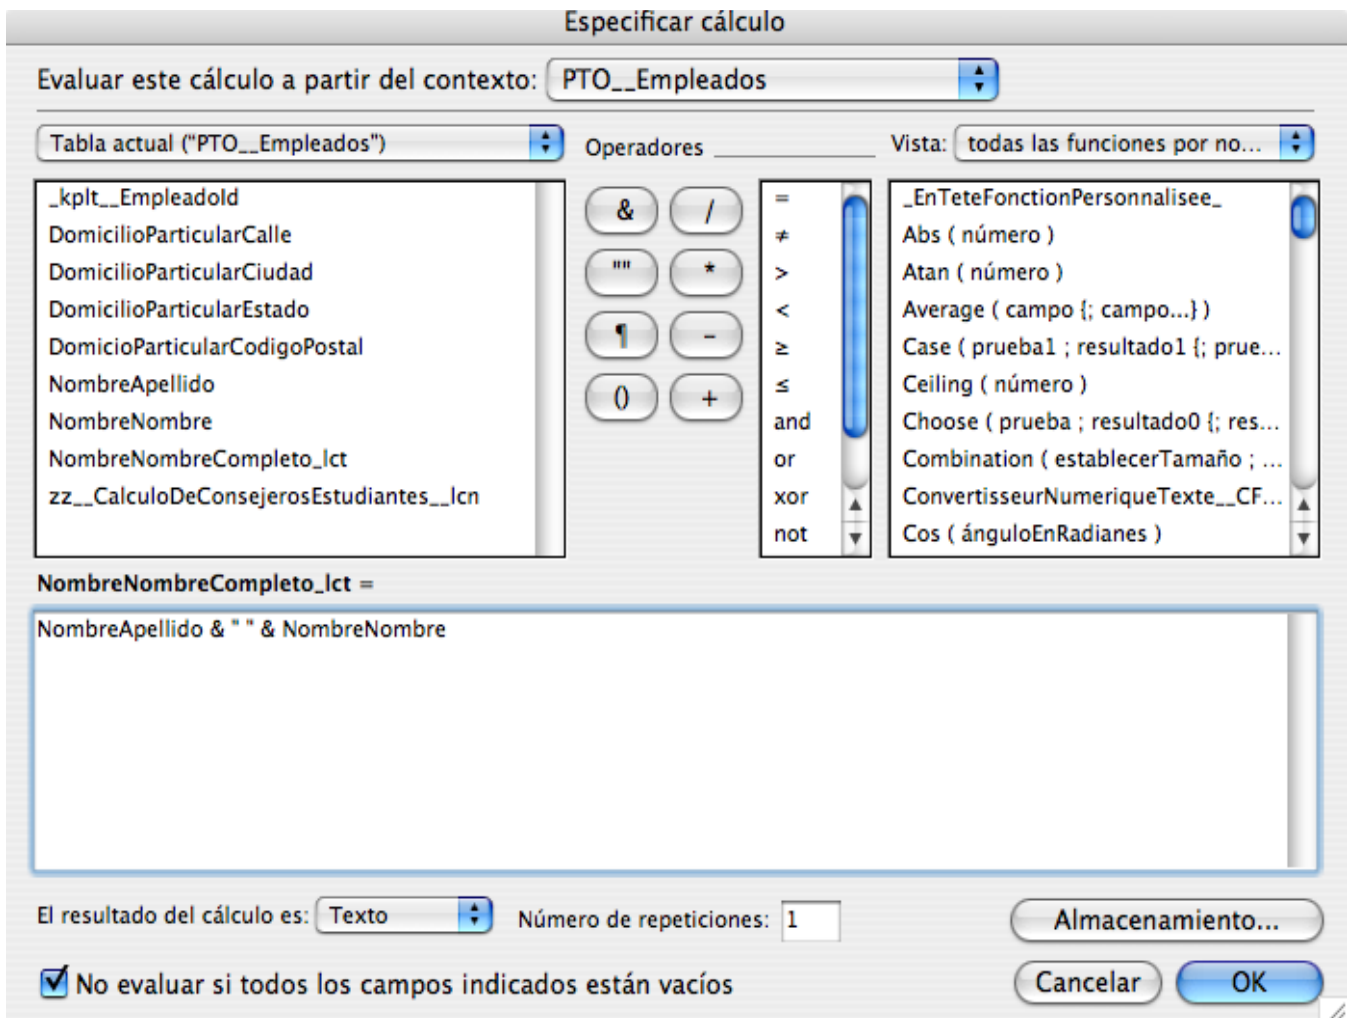 Especificar cálculo
Evaluar este cálculo a partir del contexto: PTO__Empleados
Tabla actual ("PTO__Empleados")
Operadores
Vista: todas las funciones por no...
_kplt__EmpleadoId
DomicilioParticularCalle
DomicilioParticularCiudad
DomicilioParticularEstado
DomicioParticularCodigoPostal
NombreApellido
NombreNombre
NombreNombreCompleto_lct
zz__CalculoDeConsejerosEstudiantes__lcn
& /
"" *
¶ -
() +
=
≠
>
<
≥
≤
and
or
xor
not
_EnTeteFonctionPersonnalisee_
Abs ( número )
Atan ( número )
Average ( campo {; campo...} )
Case ( prueba1 ; resultado1 {; prue...
Ceiling ( número )
Choose ( prueba ; resultado0 {; res...
Combination ( establecerTamaño ; ...
ConvertisseurNumeriqueTexte__CF...
Cos ( ánguloEnRadianes )
NombreNombreCompleto_lct =
NombreApellido & " " & NombreNombre
El resultado del cálculo es: Texto
Número de repeticiones: 1
Almacenamiento...
No evaluar si todos los campos indicados están vacíos
Cancelar
OK